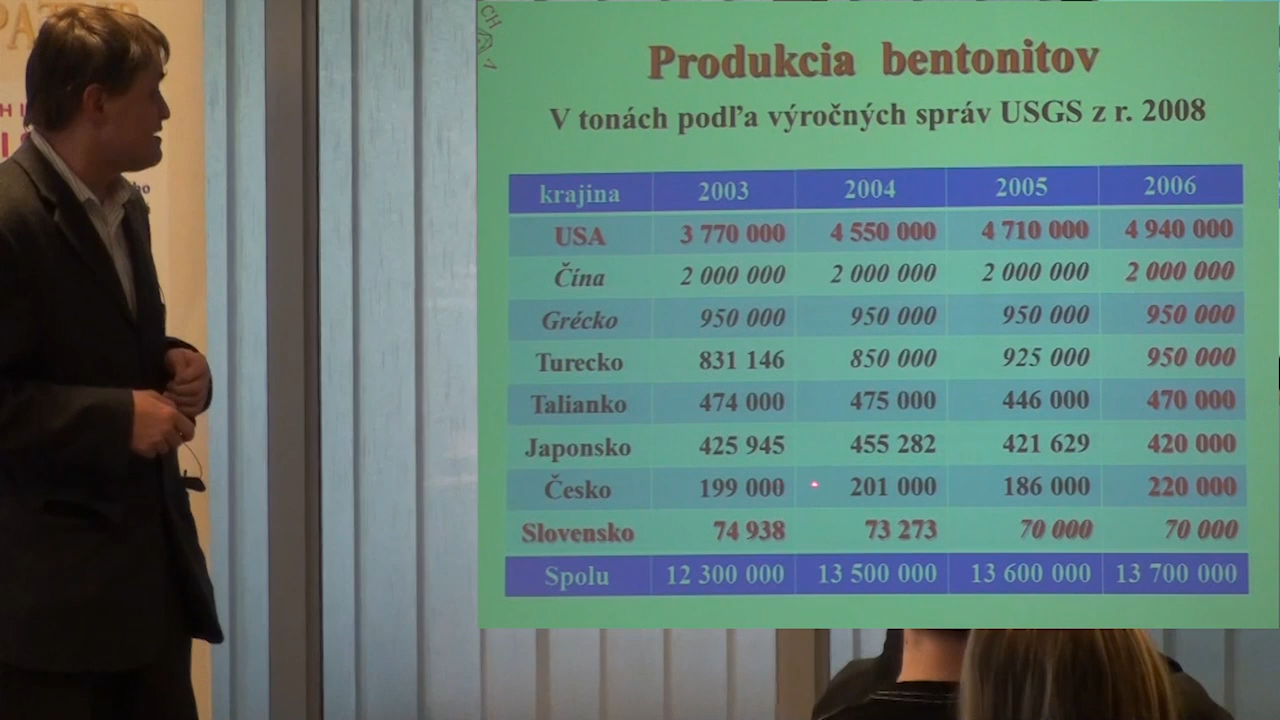 CH
Produkcia bentonitov
V tonách podľa výročných správ USGS z r. 2008
krajina 2003 2004 2005 2006
USA 3 770 000 4 550 000 4 710 000 4 940 000
Čína 2 000 000 2 000 000 2 000 000 2 000 000
Grécko 950 000 950 000 950 000 950 000
Turecko 831 146 850 000 925 000 950 000
Talianko 474 000 475 000 446 000 470 000
Japonsko 425 945 455 282 421 629 420 000
Česko 199 000 201 000 186 000 220 000
Slovensko 74 938 73 273 70 000 70 000
Spolu 12 300 000 13 500 000 13 600 000 13 700 000